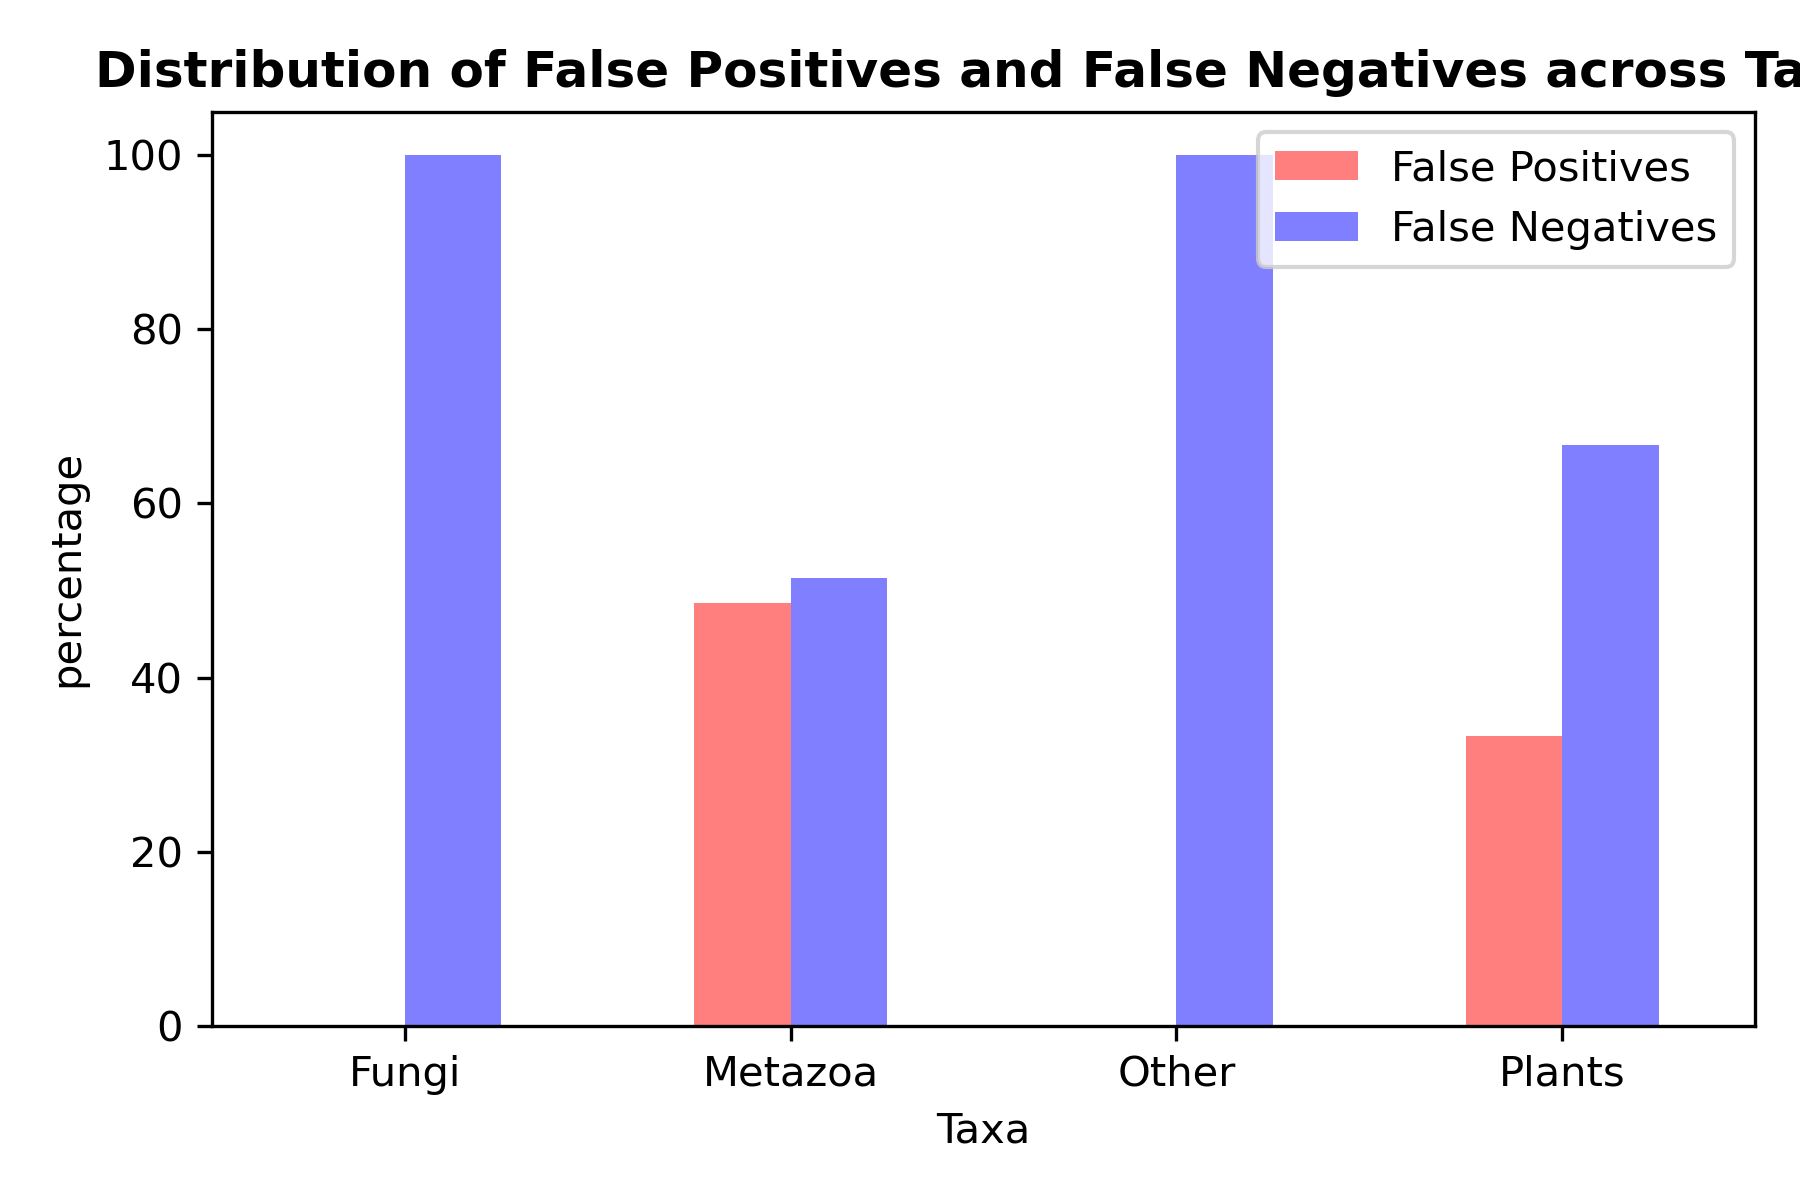 Distribution of False Positives and False Negatives across Ta
100
80
60
40
20
0
percentage
False Positives
False Negatives
Fungi
Metazoa
Other
Plants
Taxa